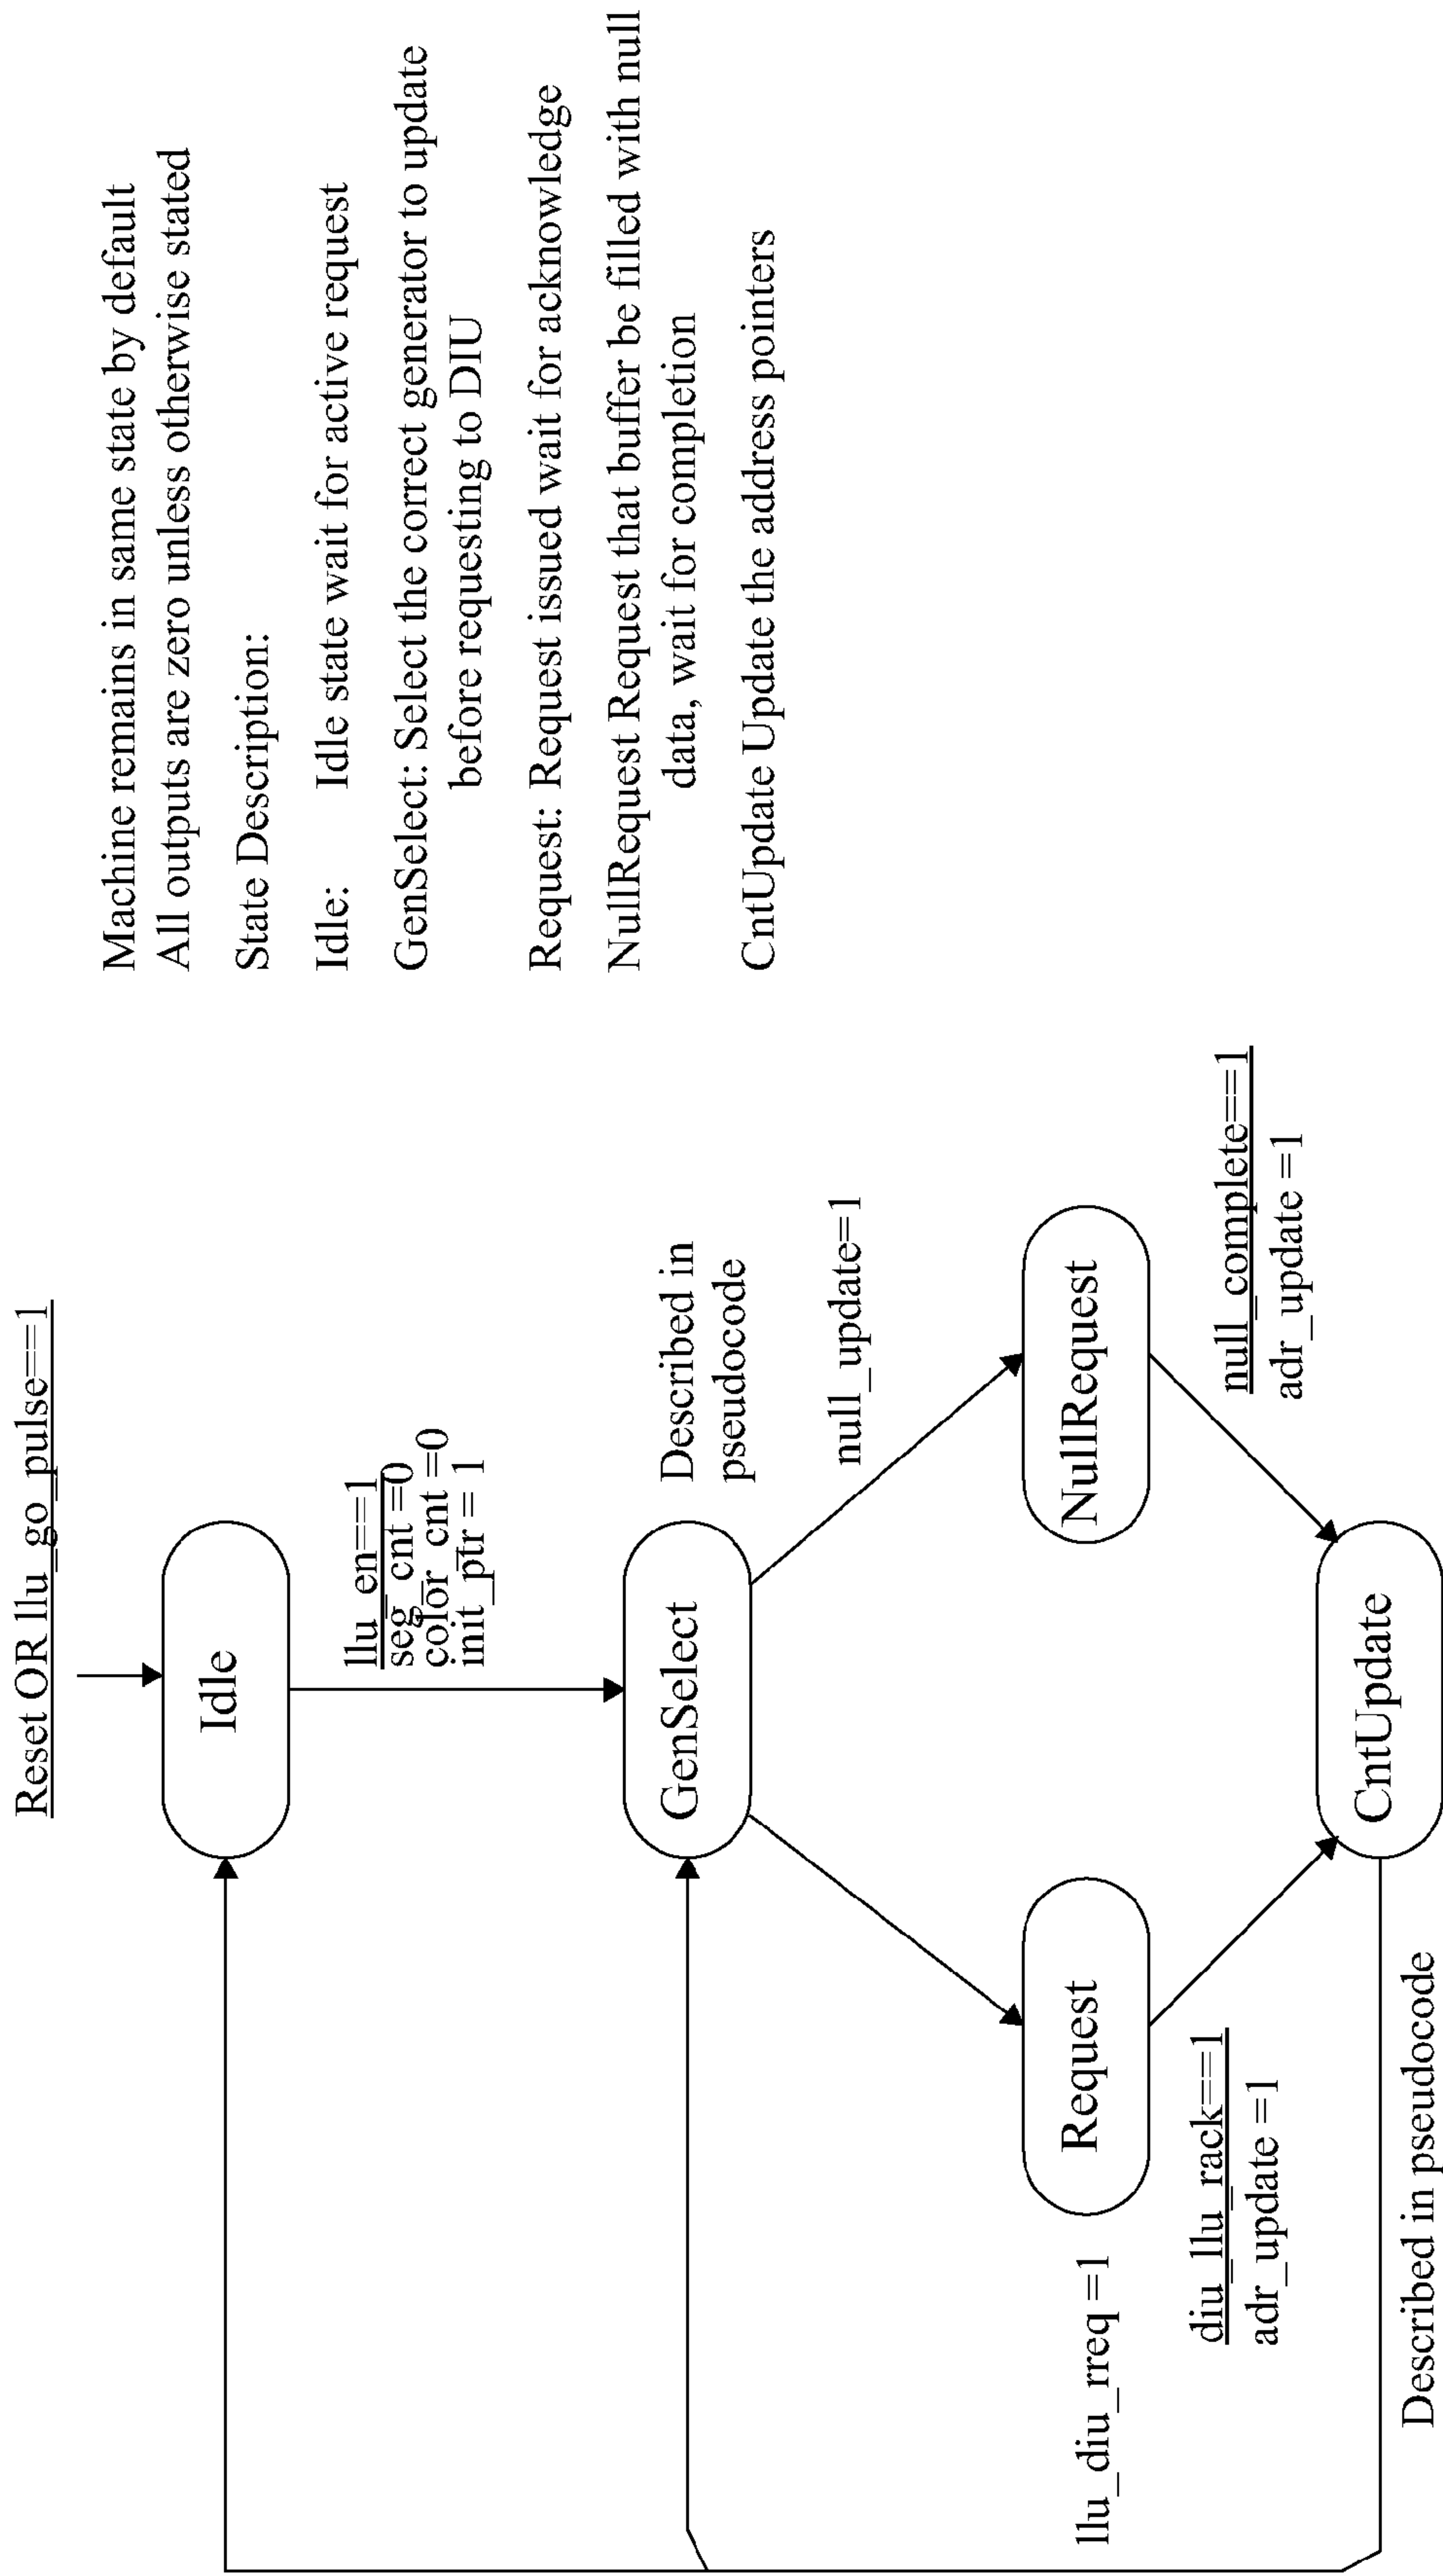 Reset OR llu_go_pulse==1
Idle
llu_en==1
seg_cnt =0
color_cnt =0
init_ptr = 1
GenSelect
Described in
pseudocode
null_update=1
Request
NullRequest
llu_diu_rreq =1
diu_llu_rack==1
adr_update =1
null_complete==1
adr_update =1
CntUpdate
Described in pseudocode
Machine remains in same state by default
All outputs are zero unless otherwise stated
State Description:
Idle: Idle state wait for active request
GenSelect: Select the correct generator to update
before requesting to DIU
Request: Request issued wait for acknowledge
NullRequest Request that buffer be filled with null
data, wait for completion
CntUpdate Update the address pointers